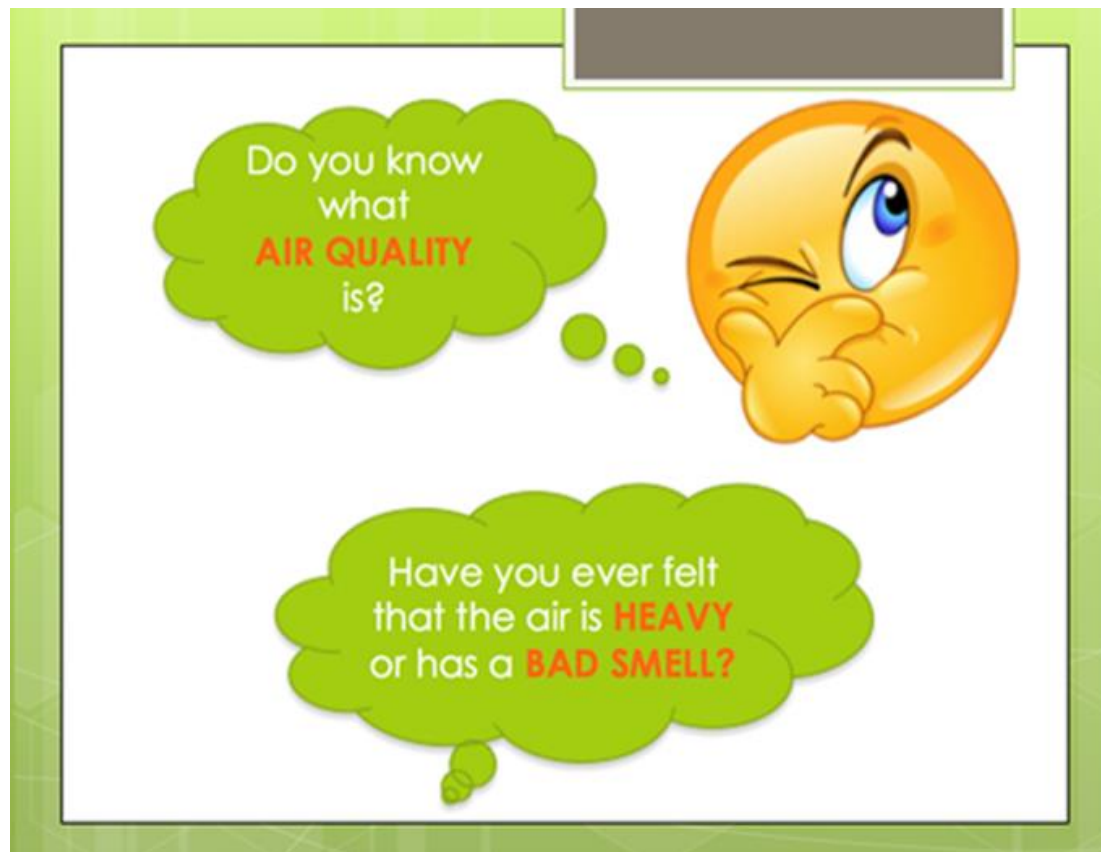 Do you know
what
AIR QUALITY
is?
Have you ever felt
that the air is HEAVY
or has a BAD SMELL?